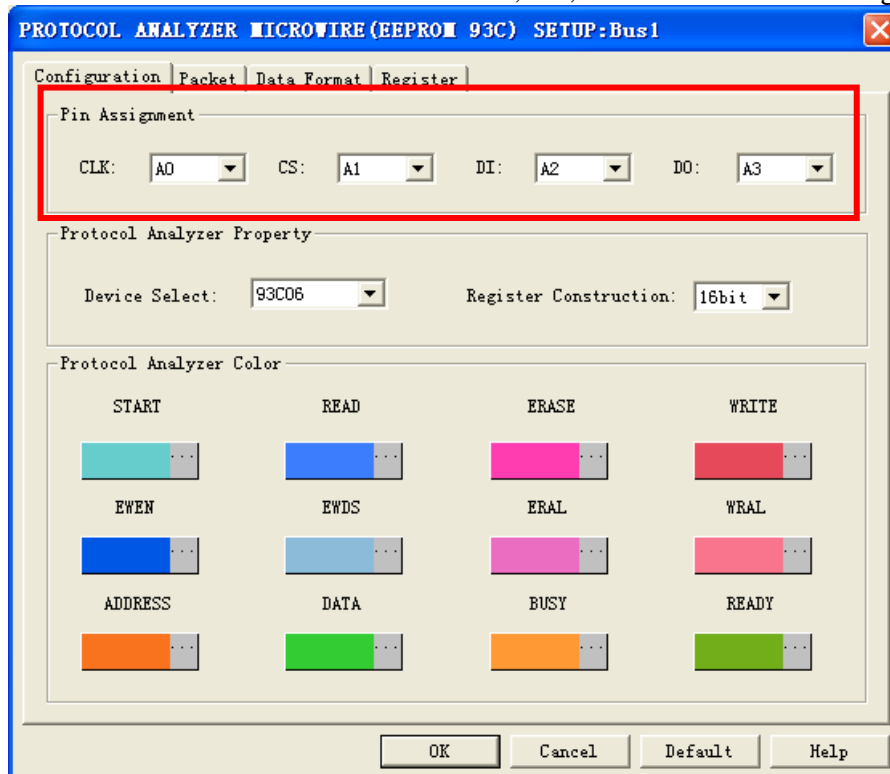 PROTOCOL ANALYZER MICROWIRE(EEPROM 93C) SETUP:Bus1
Configuration Packet Data Format Register
Pin Assignment
CLK: A0 CS: A1 DI: A2 DO: A3
Protocol Analyzer Property
Device Select: 93C06 Register Construction: 16bit
Protocol Analyzer Color
START READ ERASE WRITE
... ... ... ...
EWEN EWDS ERAL WRAL
... ... ... ...
ADDRESS DATA BUSY READY
... ... ... ...
OK Cancel Default Help